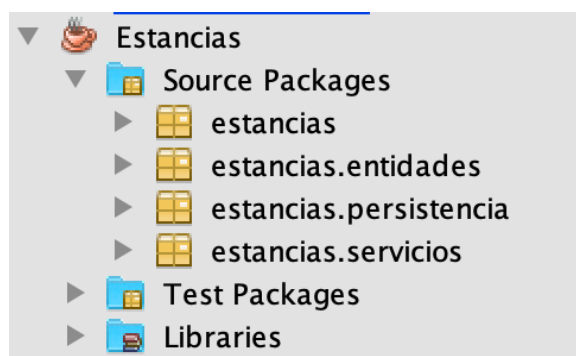 Estancias
Source Packages
estancias
estancias.entidades
estancias.persistencia
estancias.servicios
Test Packages
Libraries